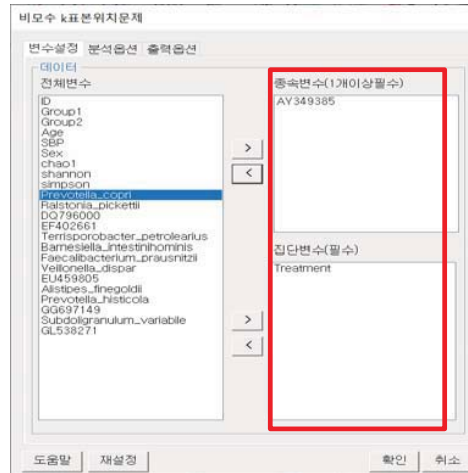 비모수 k표본위치문제
변수설정 분석옵션 출력옵션
데이터
전체변수
ID
Group1
Group2
Age
SBP
Sex
chao1
shannon
simpson
Prevotella_copri
Ralstonia_pickettii
DQ796000
EF402661
Terrisporobacter_petrolearius
Barnesiella_intestinihominis
Faecalibacterium_prausnitzii
Veillonella_dispar
EU459805
Alistipes_finegoldii
Prevotella_histicola
GG697149
Subdoligranulum_variabile
GL538271
>
<
>
<
종속변수(1개이상필수)
AY349385
집단변수(필수)
Treatment
도움말 재설정 확인 취소